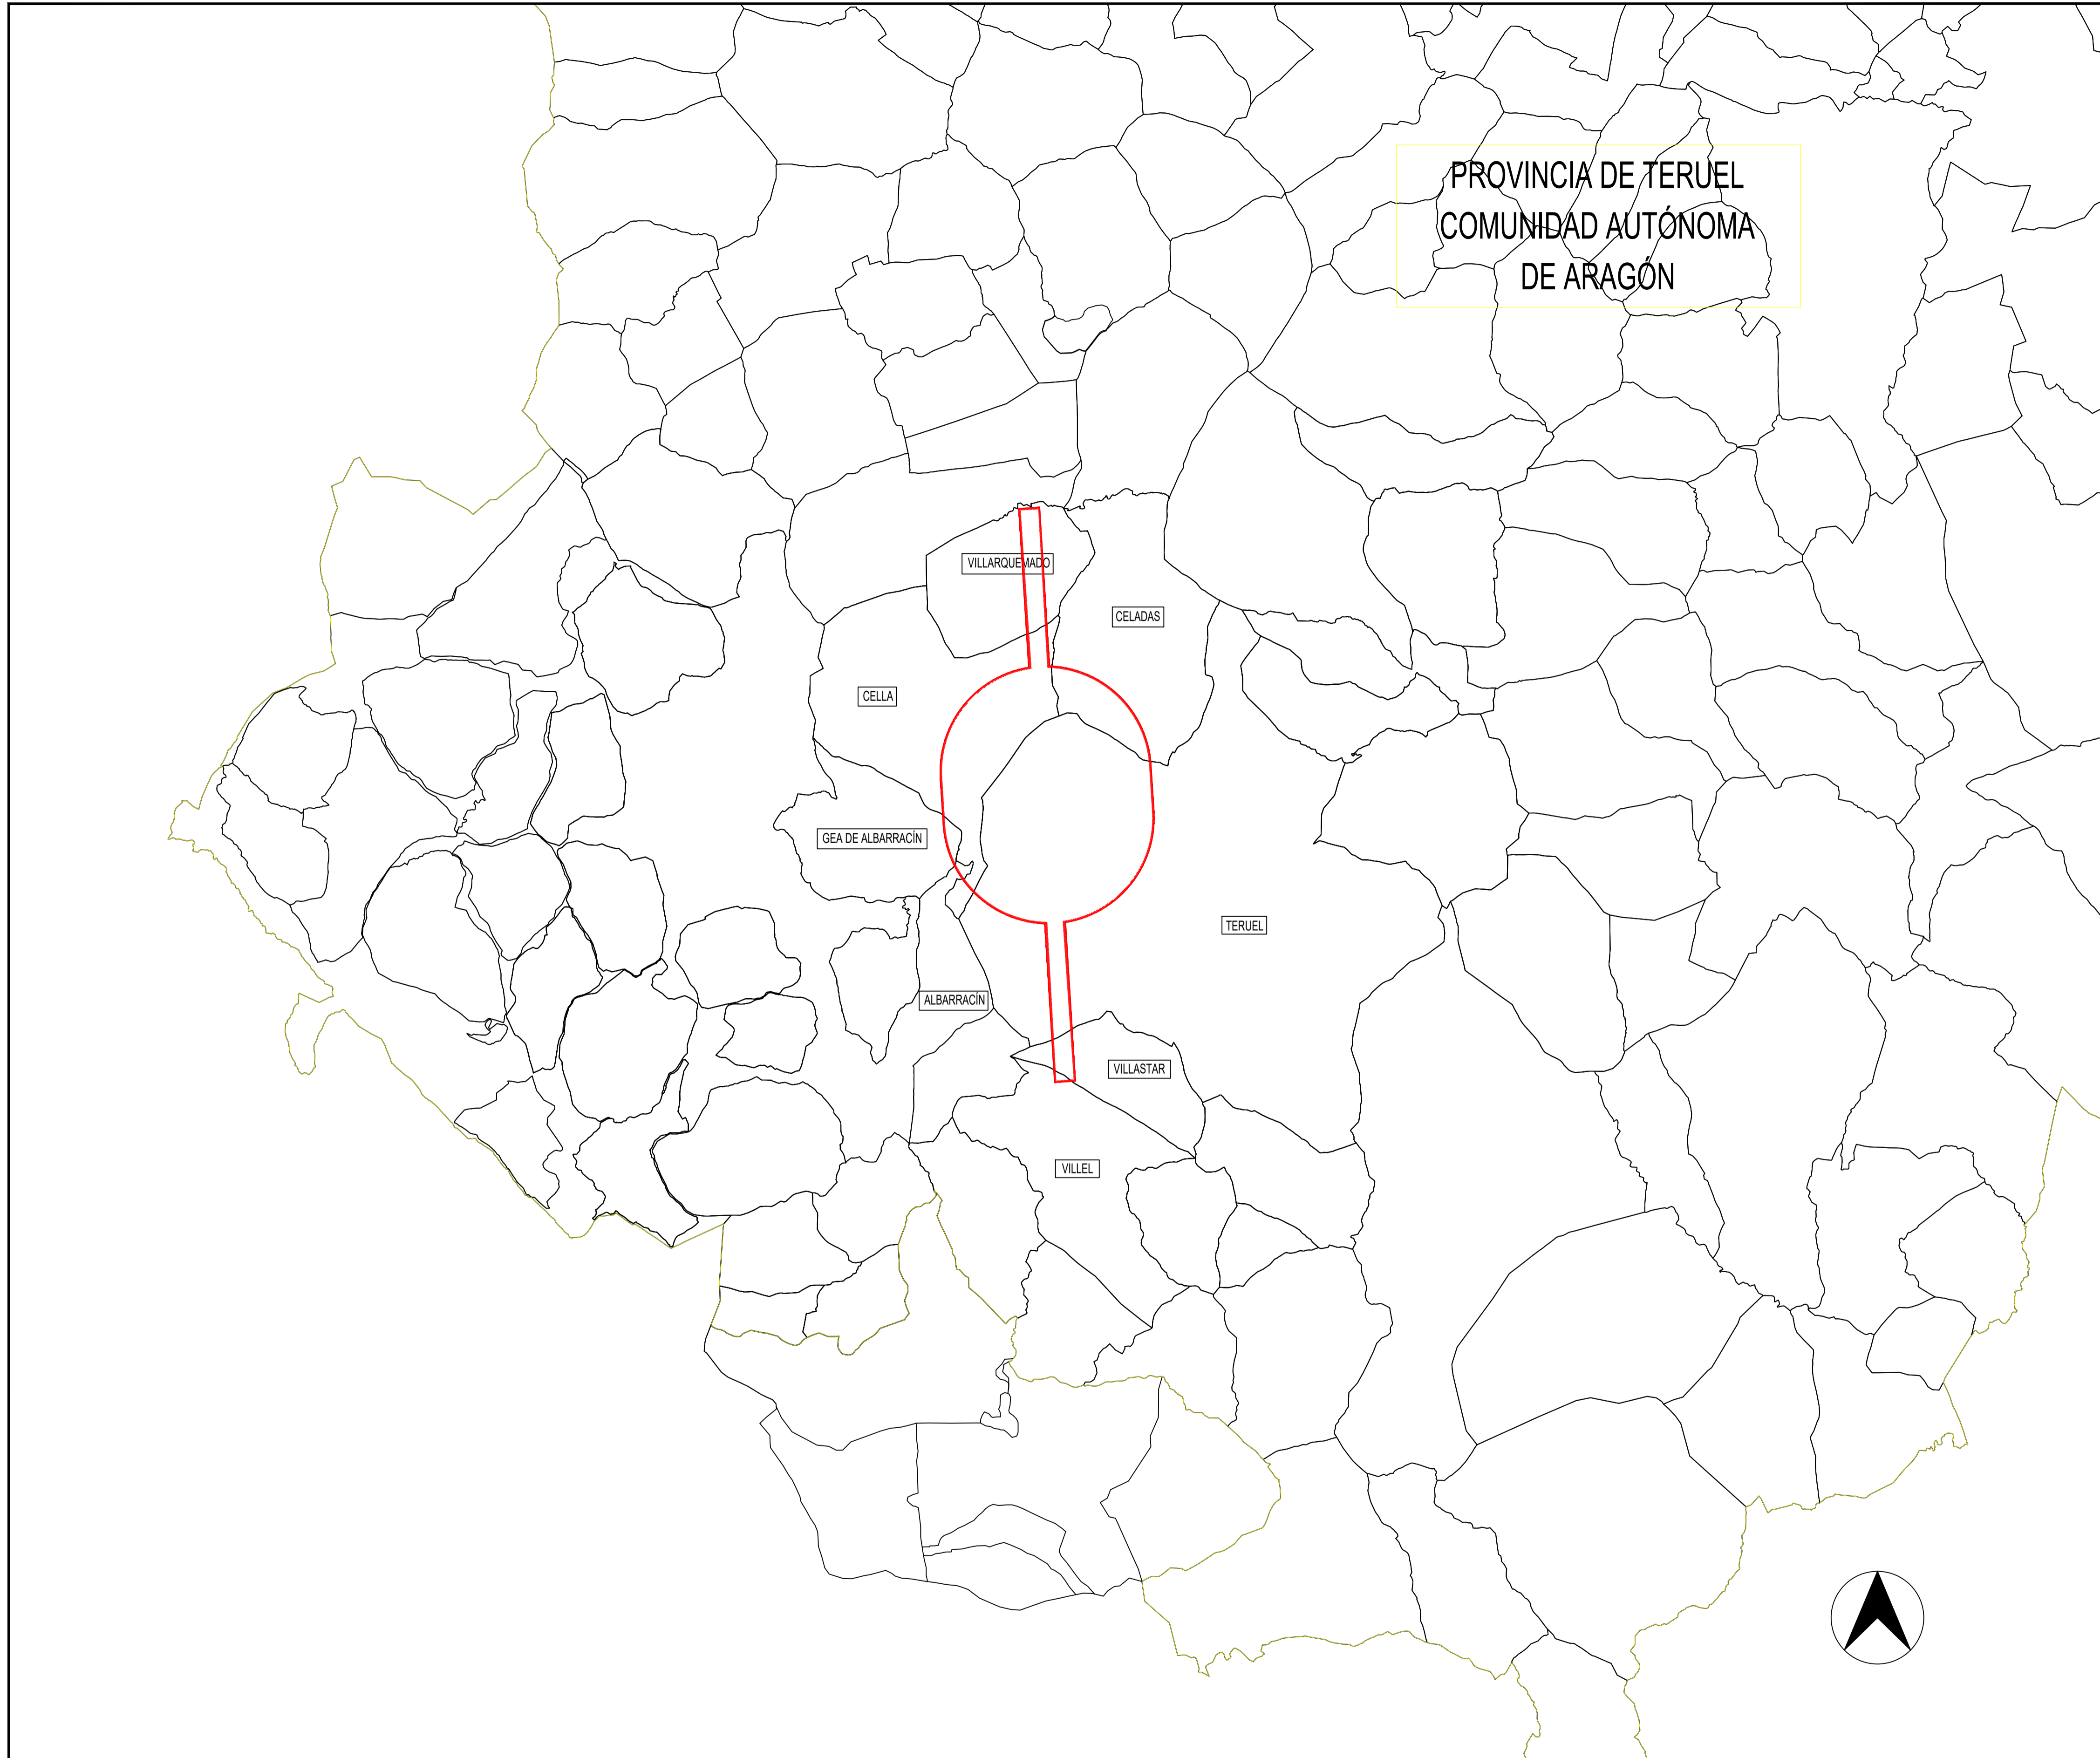 PROVINCIA DE TERUEL
COMUNIDAD AUTÓNOMA
DE ARAGÓN
VILLARQUEMADO
CELADAS
CELLA
GEA DE ALBARRACÍN
TERUEL
ALBARRACÍN
VILLASTAR
VILLEL